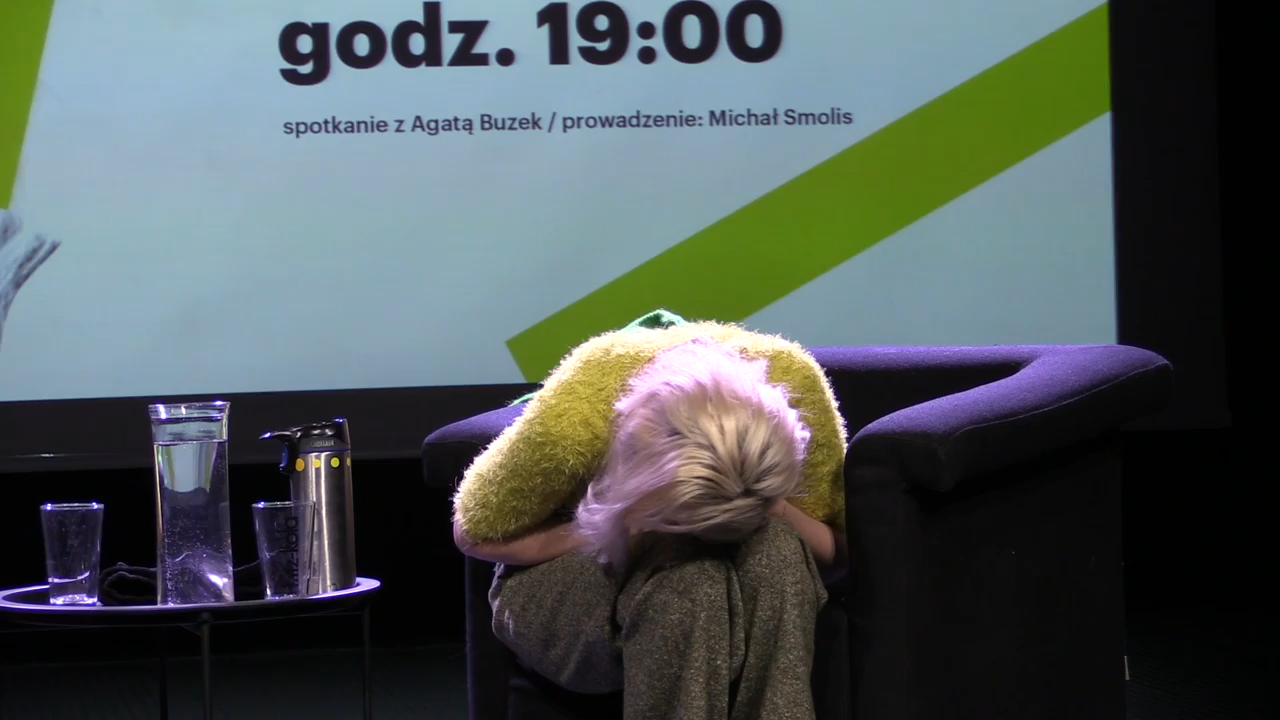 godz. 19:00
spotkanie z Agatą Buzek / prowadzenie: Michał Smolis